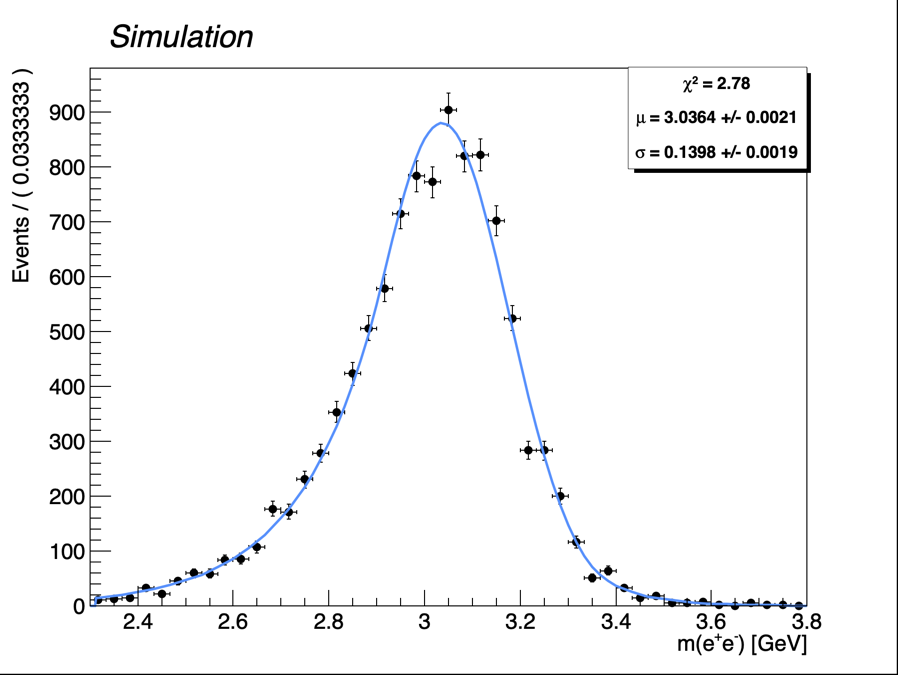 Simulation
Events / ( 0.0333333 )
χ² = 2.78
μ = 3.0364 +/- 0.0021
σ = 0.1398 +/- 0.0019
900
800
700
600
500
400
300
200
100
0
2.4 2.6 2.8 3 3.2 3.4 3.6 3.8
m(e⁺e⁻) [GeV]